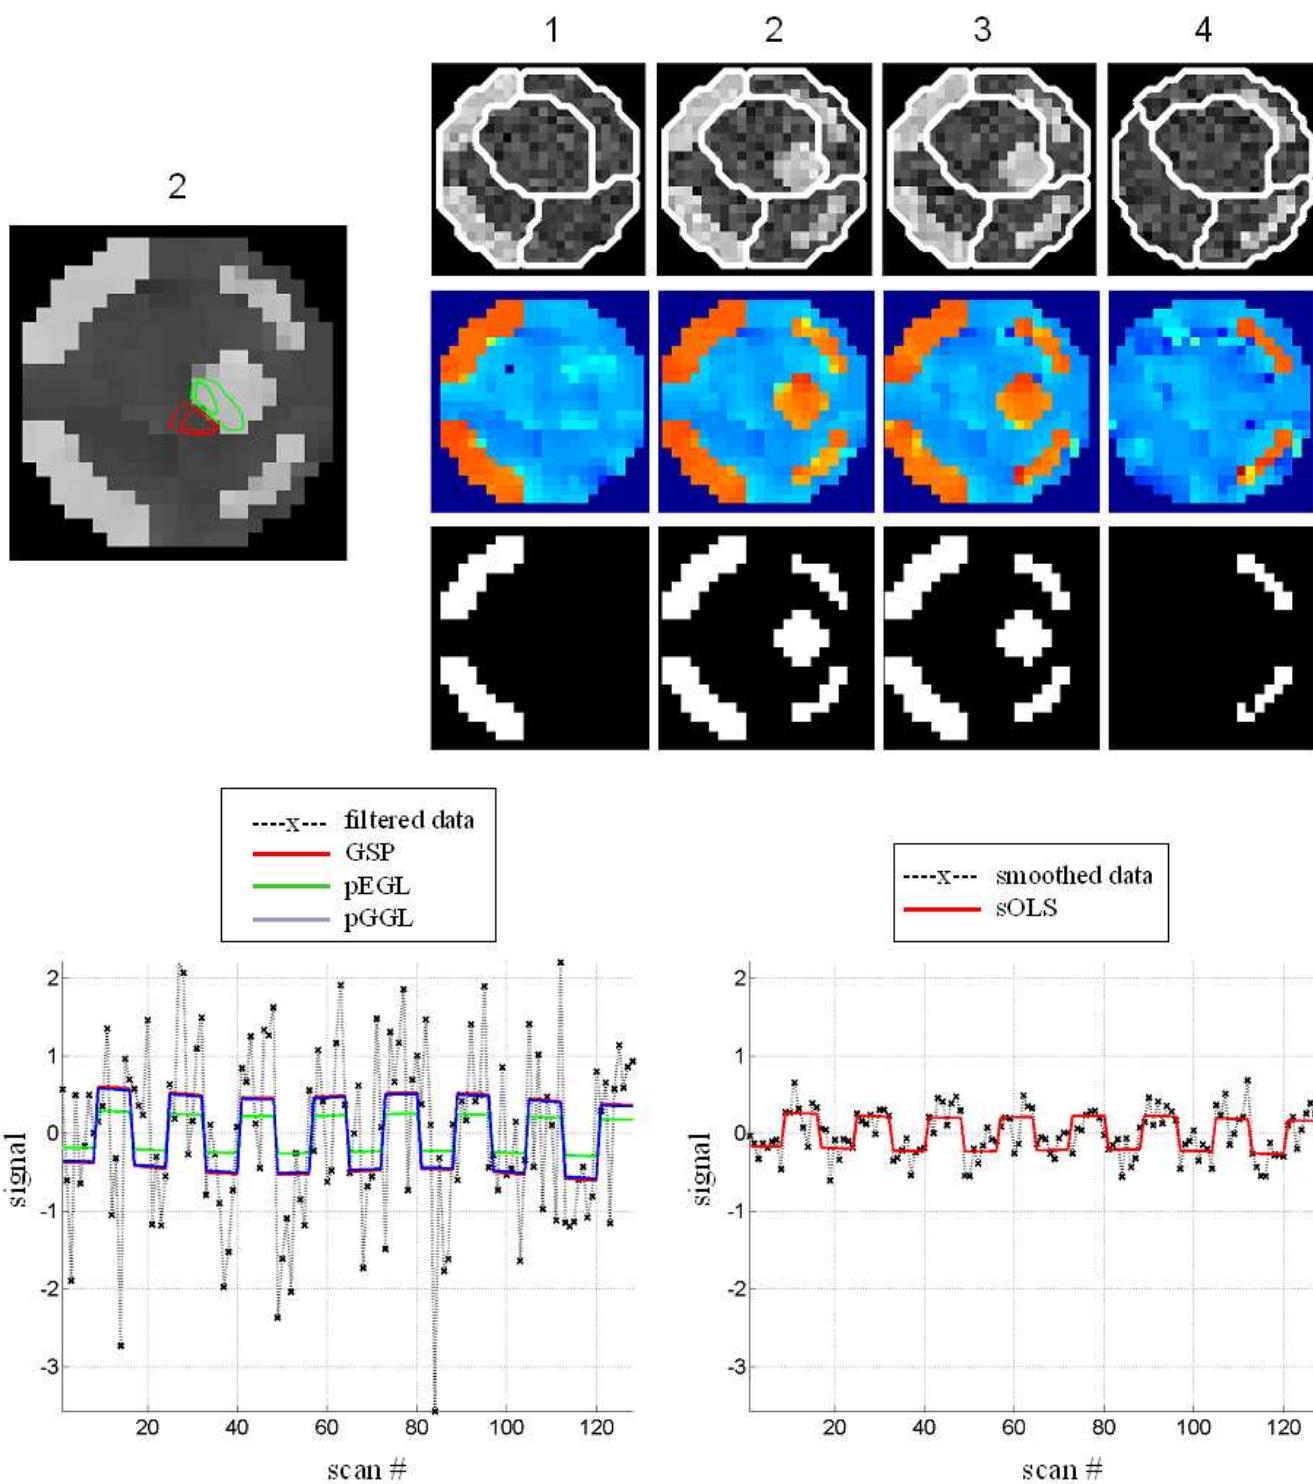 1 2 3 4
2
----x--- filtered data
GSP
pEGL
pGGL
----x--- smoothed data
sOLS
2
1
0
-1
-2
-3
signal
20 40 60 80 100 120
scan #
2
1
0
-1
-2
-3
signal
20 40 60 80 100 120
scan #